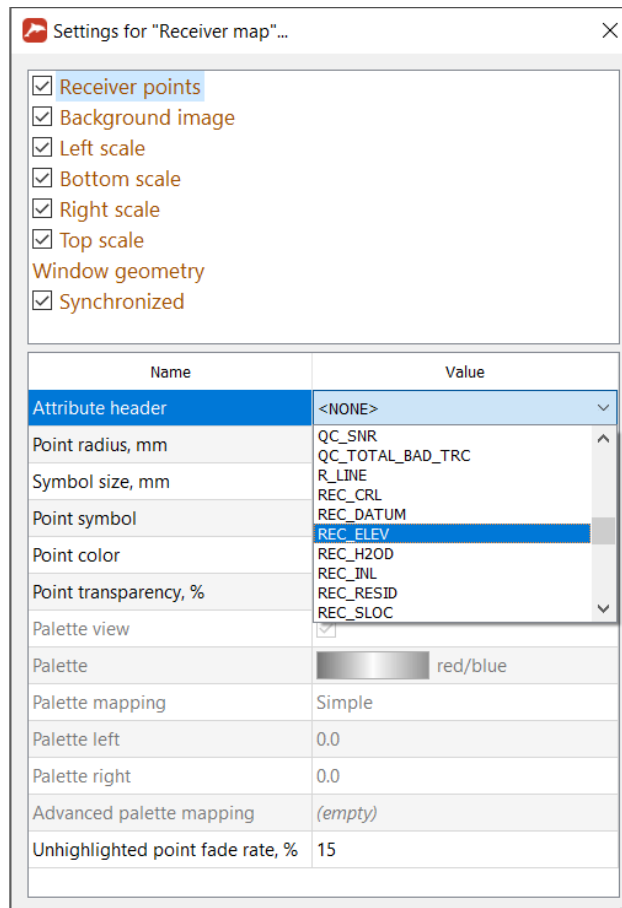 Settings for "Receiver map"...
Receiver points
Background image
Left scale
Bottom scale
Right scale
Top scale
Window geometry
Synchronized
Name Value
Attribute header <NONE>
QC_SNR
Point radius, mm
QC_TOTAL_BAD_TRC
R_LINE
Symbol size, mm
REC_CRL
REC_DATUM
Point symbol
REC_ELEV
Point color
REC_H2OD
REC_INL
Point transparency, %
REC_RESID
REC_SLOC
Palette view
Palette red/blue
Palette mapping Simple
Palette left 0.0
Palette right 0.0
Advanced palette mapping (empty)
Unhighlighted point fade rate, % 15